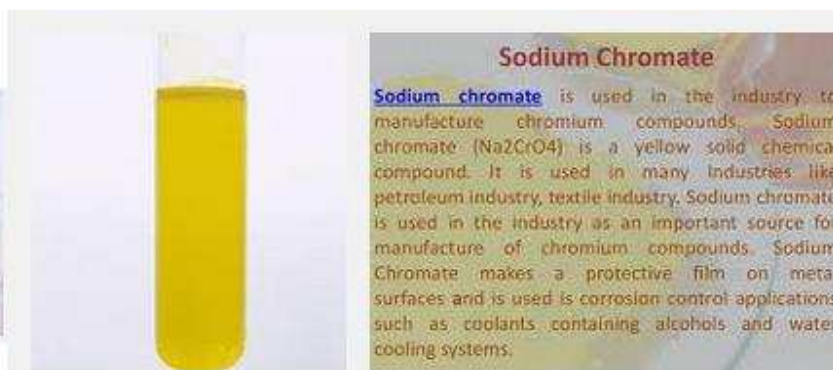 Sodium Chromate
Sodium chromate is used in the industry to
manufacture chromium compounds. Sodium
chromate (Na2CrO4) is a yellow solid chemical
compound. It is used in many industries like
petroleum industry, textile industry. Sodium chromate
is used in the industry as an important source for
manufacture of chromium compounds. Sodium
Chromate makes a protective film on metal
surfaces and is used is corrosion control applications
such as coolants containing alcohols and water
cooling systems.